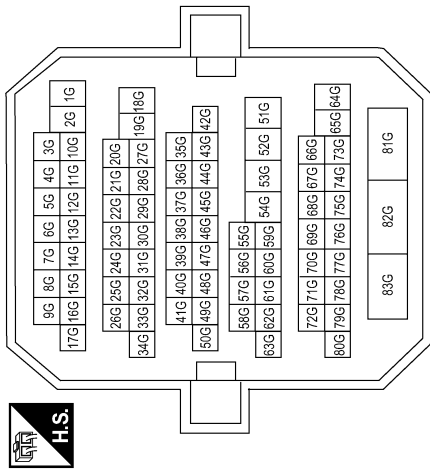 H.S.
9G 8G 7G 6G 5G 4G 3G
17G 16G 15G 14G 13G 12G 11G 10G 2G 1G
26G 25G 24G 23G 22G 21G 20G
34G 33G 32G 31G 30G 29G 28G 27G 19G 18G
41G 40G 39G 38G 37G 36G 35G
50G 49G 48G 47G 46G 45G 44G 43G 42G
58G 57G 56G 55G
63G 62G 61G 60G 59G 54G 53G 52G 51G
72G 71G 70G 69G 68G 67G 66G
80G 79G 78G 77G 76G 75G 74G 73G 65G 64G
83G 82G 81G